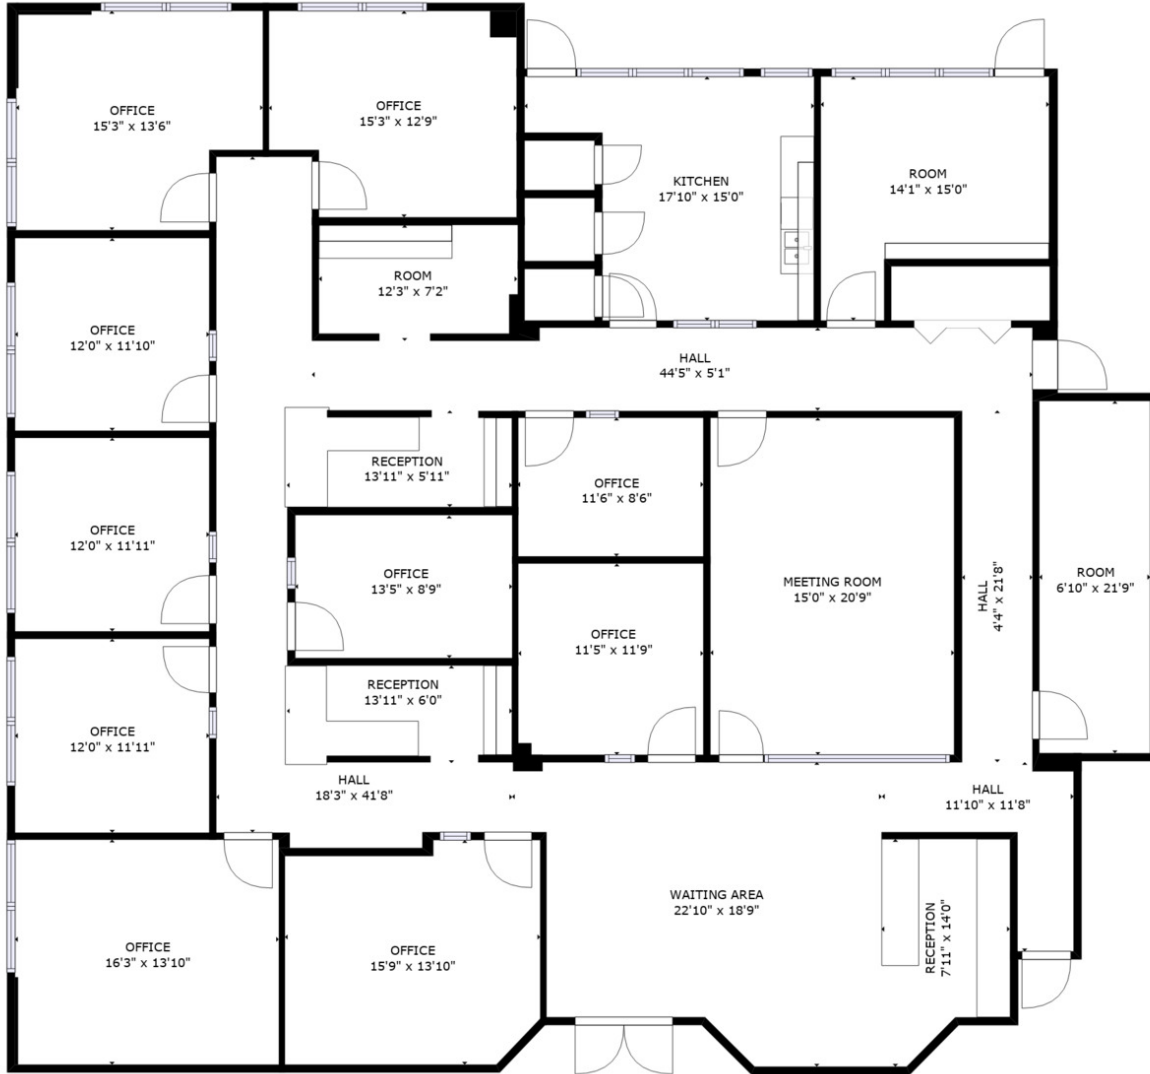 OFFICE
15'3" x 13'6"
OFFICE
15'3" x 12'9"
KITCHEN
17'10" x 15'0"
ROOM
14'1" x 15'0"
ROOM
12'3" x 7'2"
OFFICE
12'0" x 11'10"
HALL
44'5" x 5'1"
RECEPTION
13'11" x 5'11"
OFFICE
11'6" x 8'6"
OFFICE
12'0" x 11'11"
OFFICE
13'5" x 8'9"
MEETING ROOM
15'0" x 20'9"
HALL
4'4" x 21'8"
ROOM
6'10" x 21'9"
OFFICE
11'5" x 11'9"
RECEPTION
13'11" x 6'0"
OFFICE
12'0" x 11'11"
HALL
18'3" x 41'8"
HALL
11'10" x 11'8"
WAITING AREA
22'10" x 18'9"
RECEPTION
7'11" x 14'0"
OFFICE
16'3" x 13'10"
OFFICE
15'9" x 13'10"